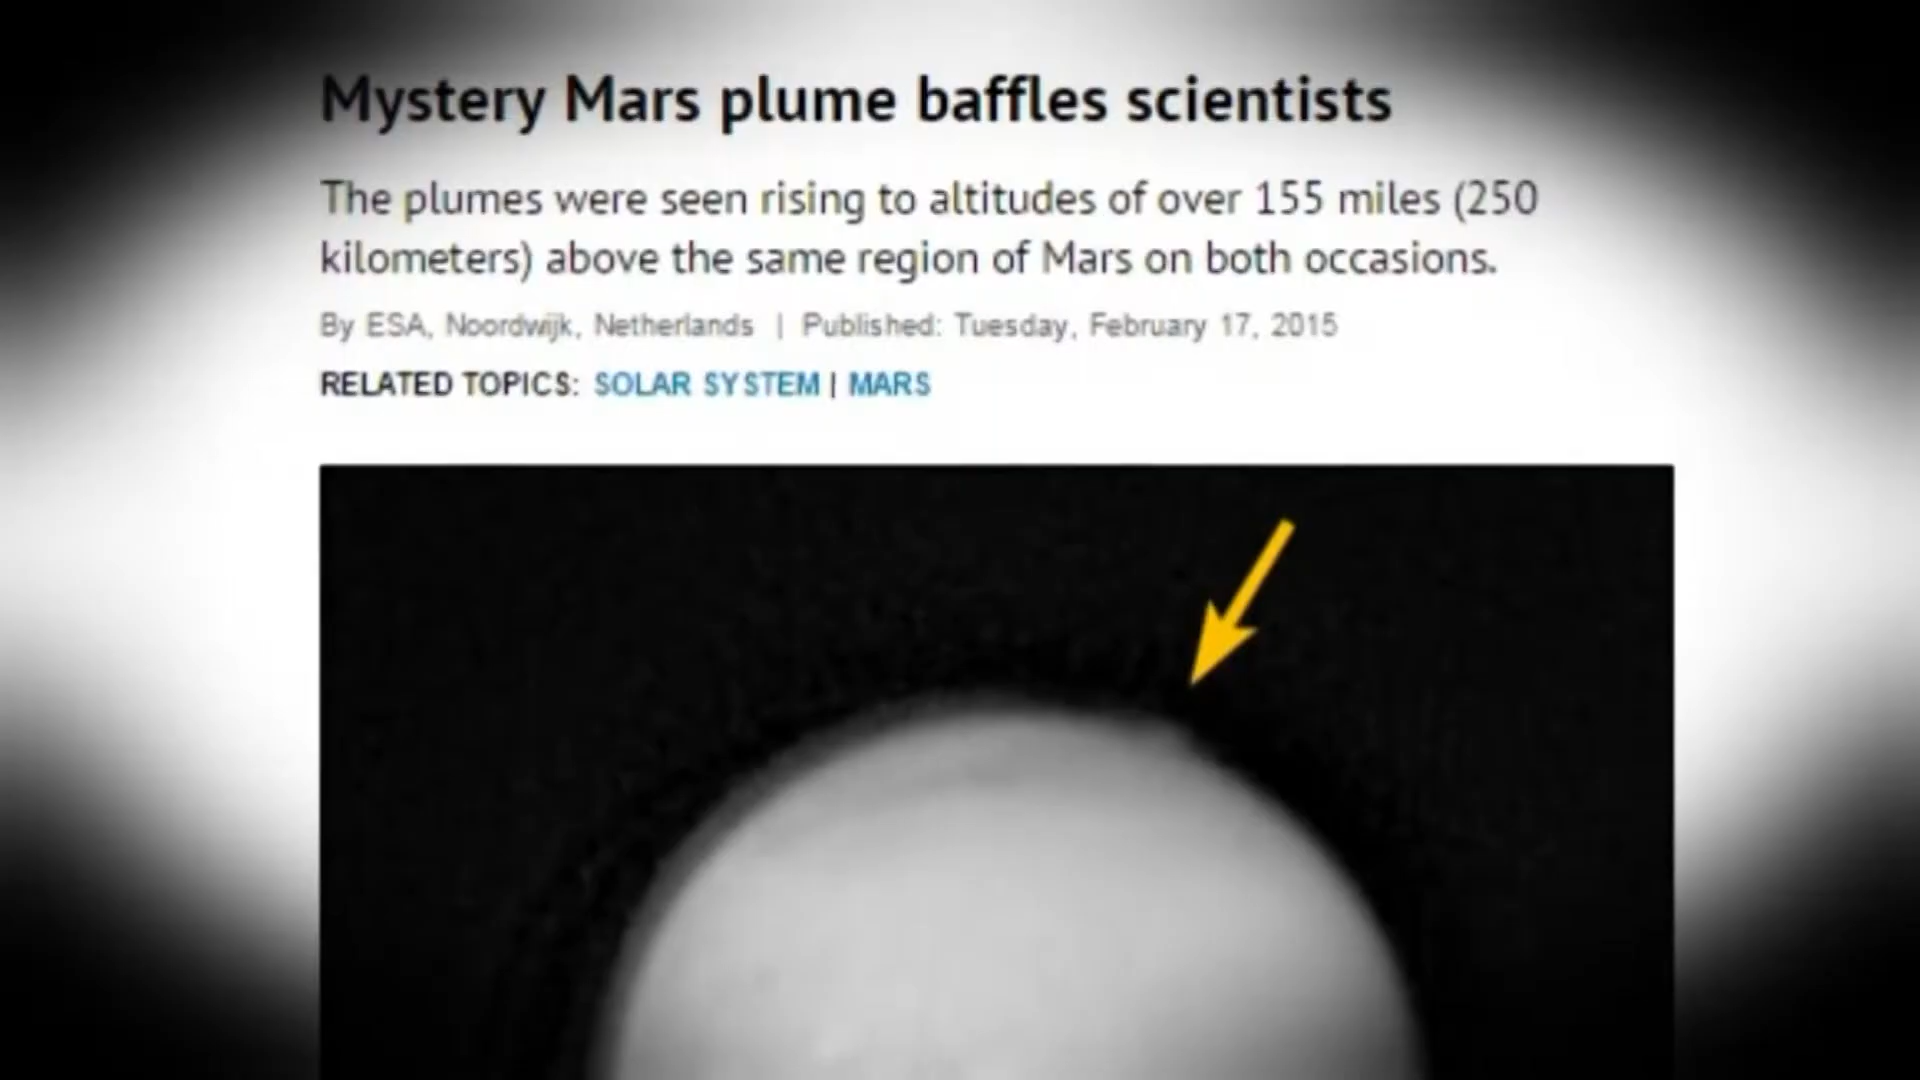 Mystery Mars plume baffles scientists
The plumes were seen rising to altitudes of over 155 miles (250
kilometers) above the same region of Mars on both occasions.
By ESA, Noordwijk, Netherlands | Published: Tuesday, February 17, 2015
RELATED TOPICS: SOLAR SYSTEM | MARS